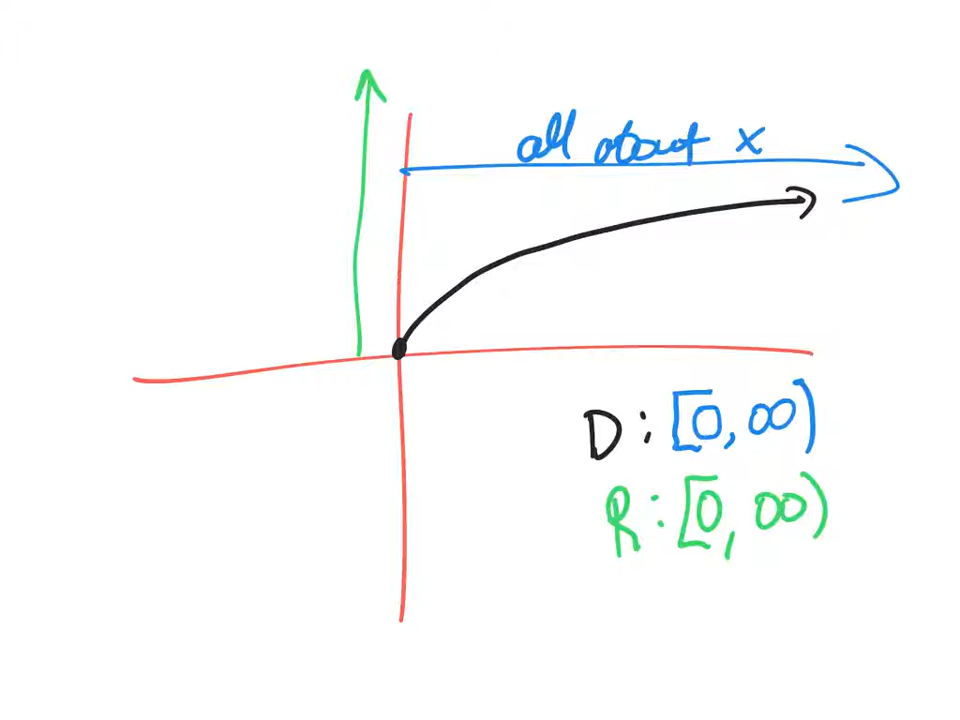 all about x
D: [0, ∞)
R: [0, ∞)